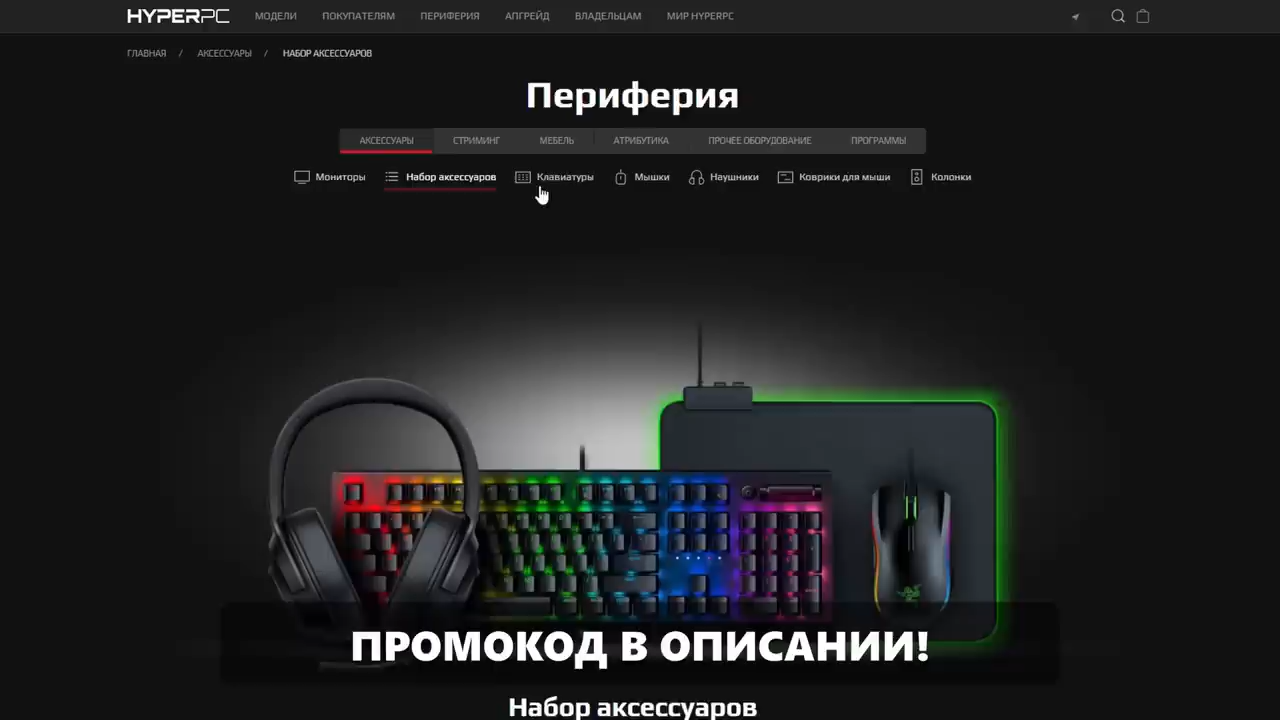 HYPERPC МОДЕЛИ ПОКУПАТЕЛЯМ ПЕРИФЕРИЯ АПГРЕЙД ВЛАДЕЛЬЦАМ МИР HYPERPC
ГЛАВНАЯ / АКСЕССУАРЫ / НАБОР АКСЕССУАРОВ
Периферия
АКСЕССУАРЫ СТРИМИНГ МЕБЕЛЬ АТРИБУТИКА ПРОЧЕЕ ОБОРУДОВАНИЕ ПРОГРАММЫ
Мониторы Набор аксессуаров Клавиатуры Мышки Наушники Коврики для мыши Колонки
ПРОМОКОД В ОПИСАНИИ!
Набор аксессуаров